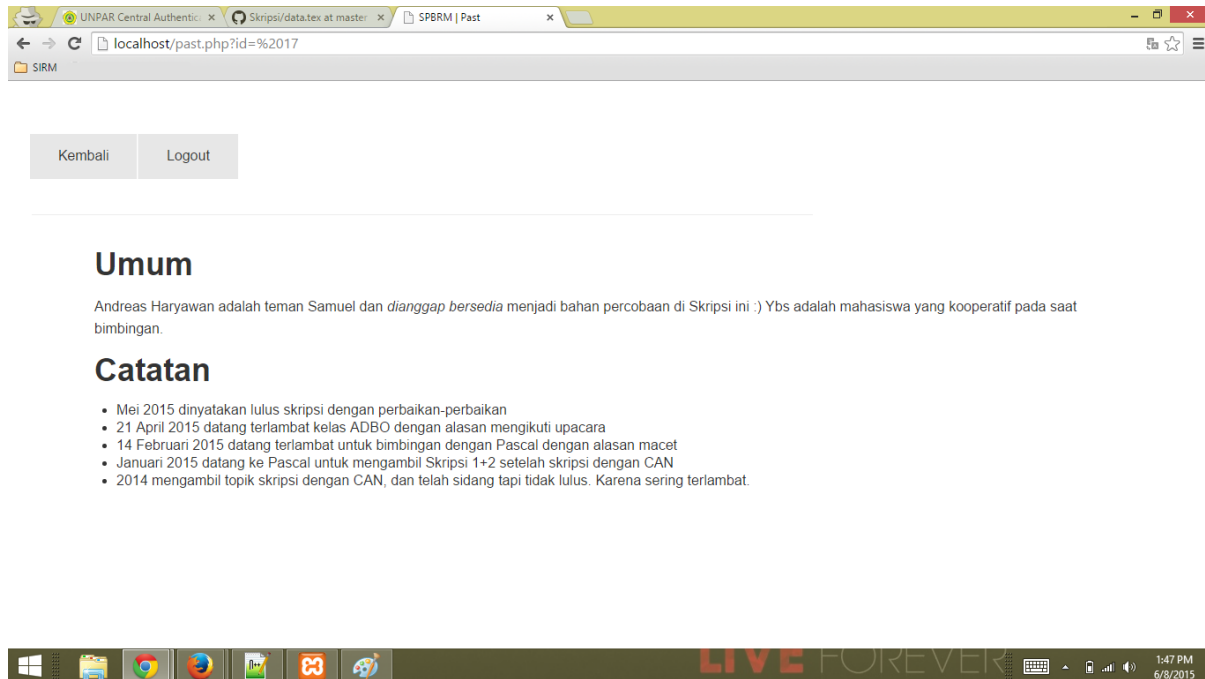 UNPAR Central Authentic
Skripsi/data.tex at master
SPBRM | Past
localhost/past.php?id=%2017
SIRM
Kembali
Logout
Umum
Andreas Haryawan adalah teman Samuel dan dianggap bersedia menjadi bahan percobaan di Skripsi ini :) Ybs adalah mahasiswa yang kooperatif pada saat
bimbingan.
Catatan
• Mei 2015 dinyatakan lulus skripsi dengan perbaikan-perbaikan
• 21 April 2015 datang terlambat kelas ADBO dengan alasan mengikuti upacara
• 14 Februari 2015 datang terlambat untuk bimbingan dengan Pascal dengan alasan macet
• Januari 2015 datang ke Pascal untuk mengambil Skripsi 1+2 setelah skripsi dengan CAN
• 2014 mengambil topik skripsi dengan CAN, dan telah sidang tapi tidak lulus. Karena sering terlambat.
LIVE FOREVER
1:47 PM
6/8/2015